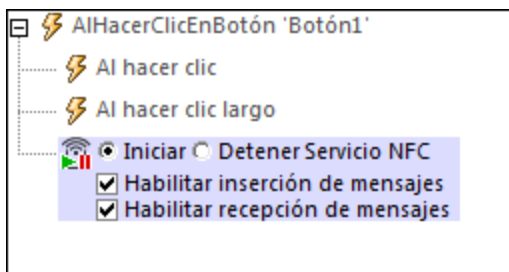 AlHacerClicEnBotón 'Botón1'
Al hacer clic
Al hacer clic largo
Iniciar Detener Servicio NFC
Habilitar inserción de mensajes
Habilitar recepción de mensajes